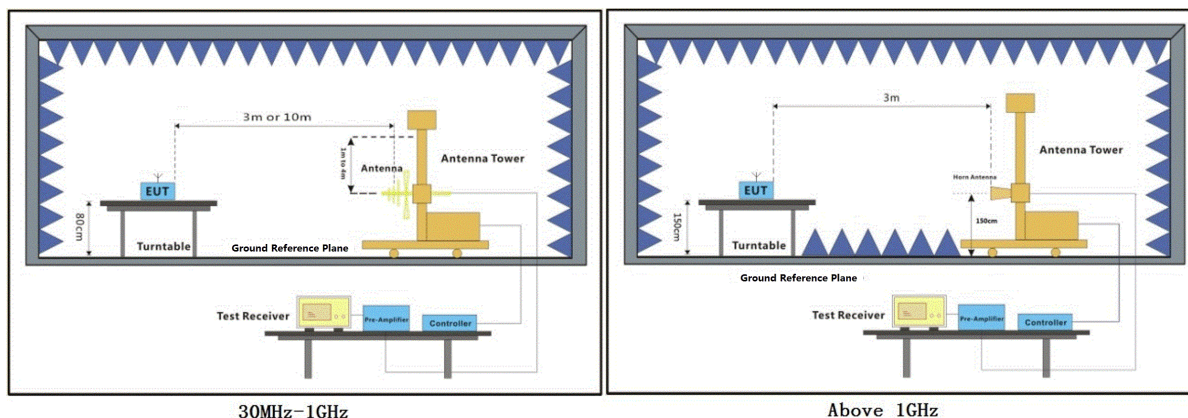 3m or 10m
1m to 4m
Antenna
Antenna Tower
EUT
80cm
Turntable
Ground Reference Plane
Test Receiver
Pre-Amplifier
Controller
30MHz-1GHz
3m
Antenna Tower
Horn Antenna
EUT
150cm
150cm
Turntable
Ground Reference Plane
Test Receiver
Pre-Amplifier
Controller
Above 1GHz